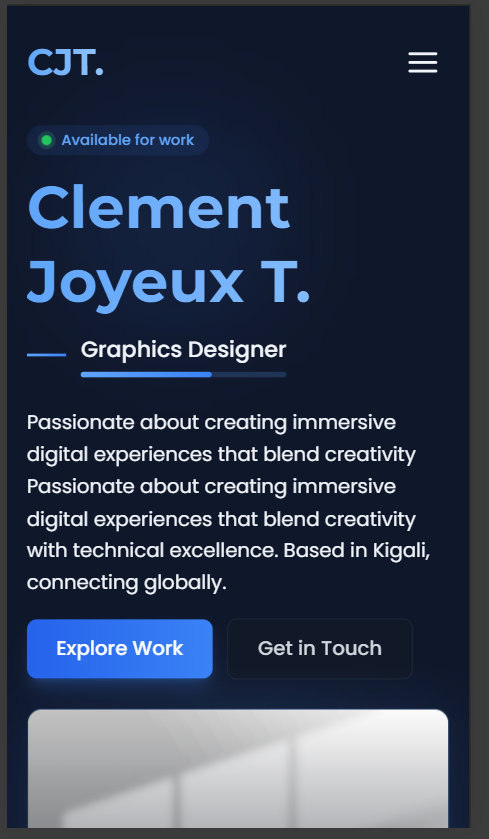 CJT.
Available for work
Clement
Joyeux T.
Graphics Designer
Passionate about creating immersive
digital experiences that blend creativity
Passionate about creating immersive
digital experiences that blend creativity
with technical excellence. Based in Kigali,
connecting globally.
Explore Work
Get in Touch